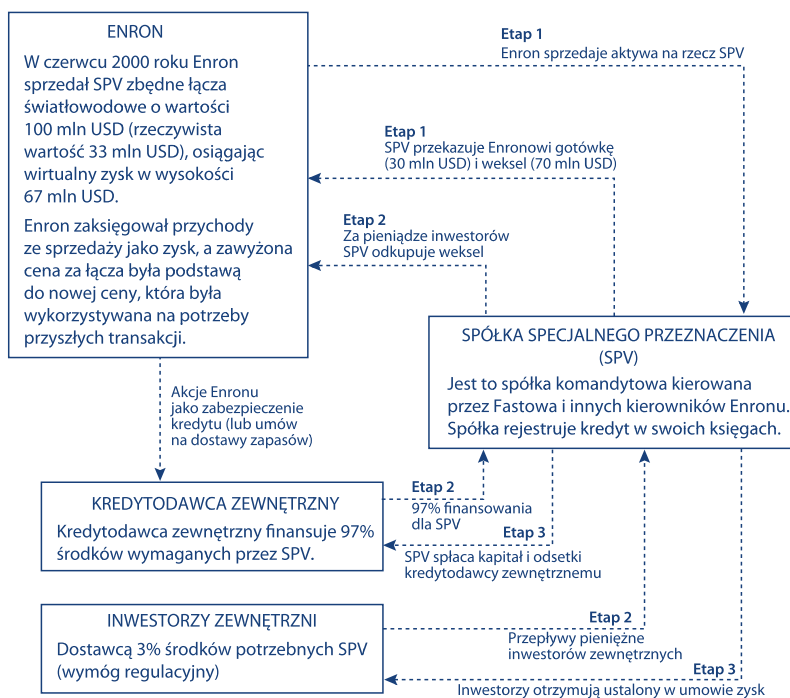 ENRON
W czerwcu 2000 roku Enron
sprzedał SPV zbędne łącza
światłowodowe o wartości
100 mln USD (rzeczywista
wartość 33 mln USD), osiągając
wirtualny zysk w wysokości
67 mln USD.
Enron zaksięgował przychody
ze sprzedaży jako zysk, a zawyżona
cena za łącza była podstawą
do nowej ceny, która była
wykorzystywana na potrzeby
przyszłych transakcji.
Etap 1
Enron sprzedaje aktywa na rzecz SPV
Etap 1
SPV przekazuje Enronowi gotówkę
(30 mln USD) i weksel (70 mln USD)
Etap 2
Za pieniądze inwestorów
SPV odkupuje weksel
SPÓŁKA SPECJALNEGO PRZEZNACZENIA
(SPV)
Jest to spółka komandytowa kierowana
przez Fastowa i innych kierowników Enronu.
Spółka rejestruje kredyt w swoich księgach.
Akcje Enronu
jako zabezpieczenie
kredytu (lub umów
na dostawy zapasów)
KREDYTODAWCA ZEWNĘTRZNY
Kredytodawca zewnętrzny finansuje 97%
środków wymaganych przez SPV.
Etap 2
97% finansowania
dla SPV
Etap 3
SPV spłaca kapitał i odsetki
kredytodawcy zewnętrznemu
INWESTORZY ZEWNĘTRZNI
Dostawcą 3% środków potrzebnych SPV
(wymóg regulacyjny)
Etap 2
Przepływy pieniężne
inwestorów zewnętrznych
Etap 3
Inwestorzy otrzymują ustalony w umowie zysk